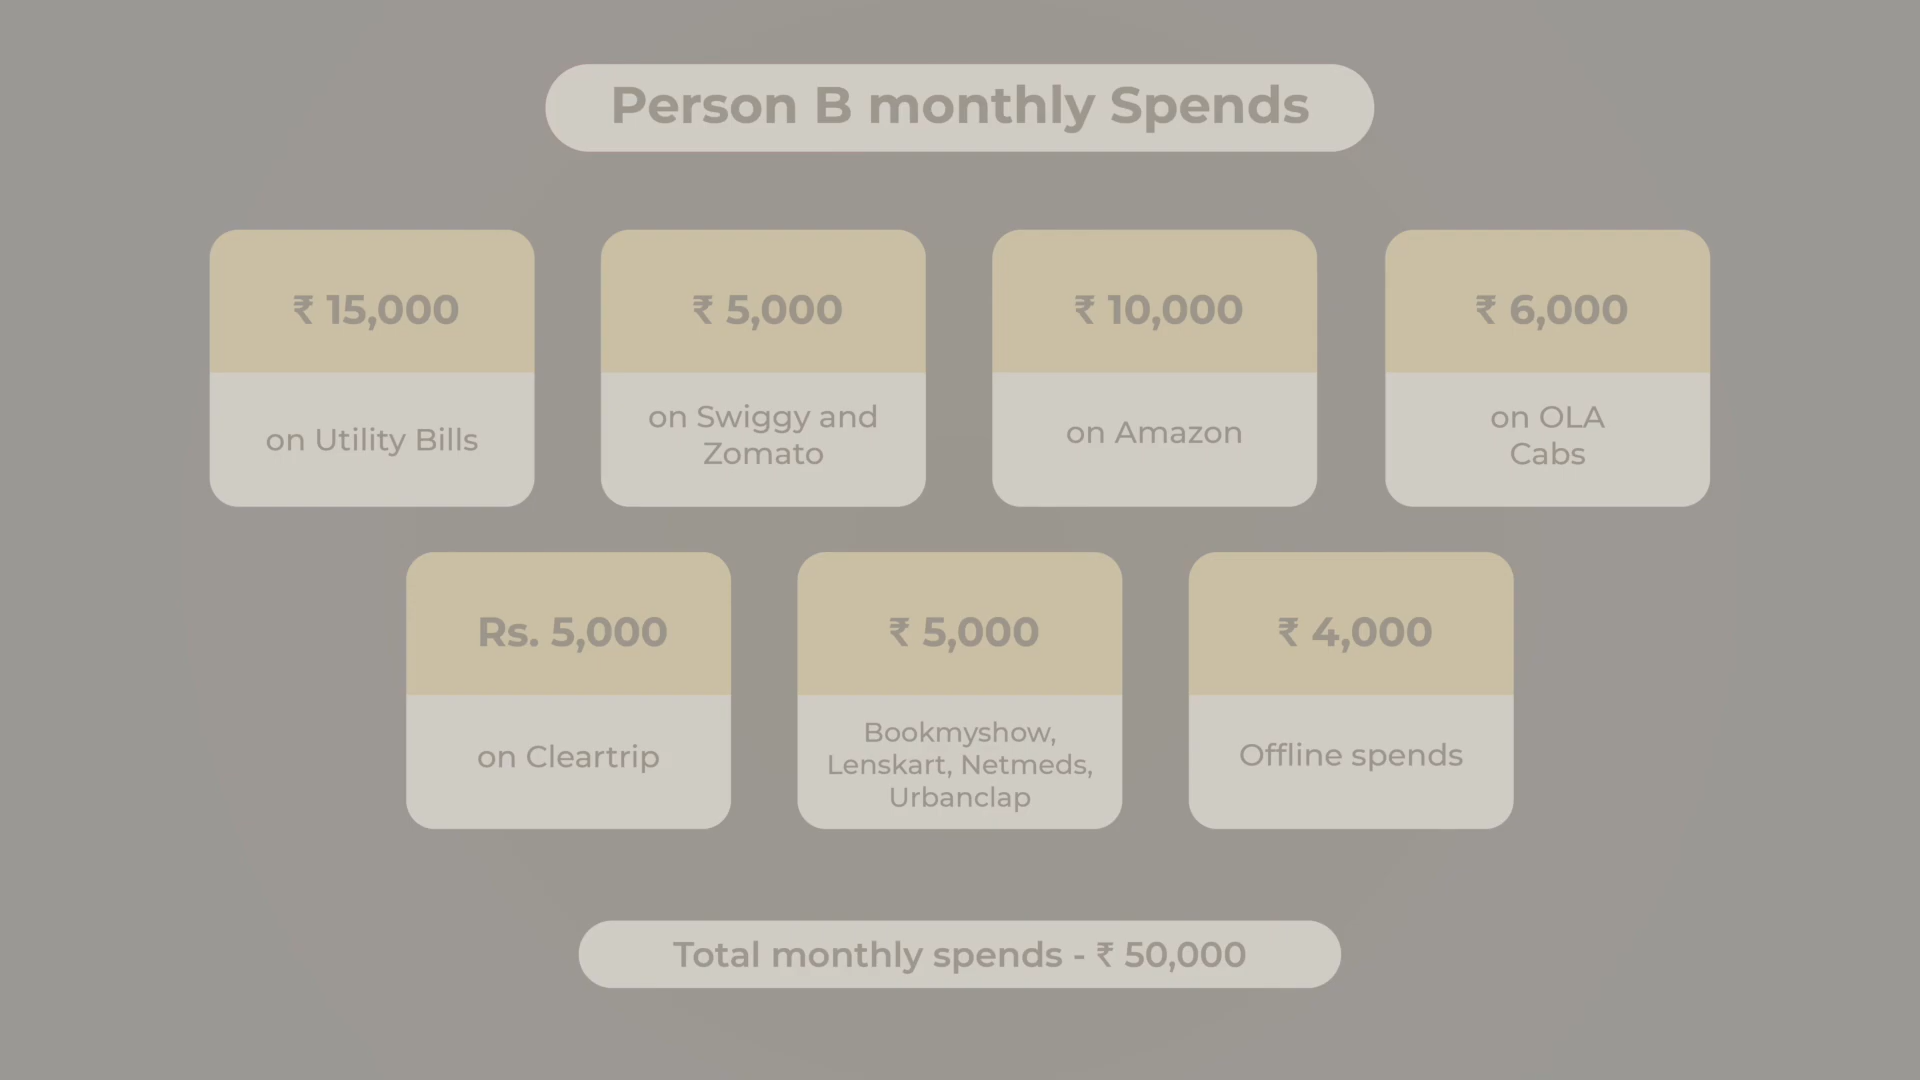 Person B monthly Spends
₹ 15,000
on Utility Bills
₹ 5,000
on Swiggy and
Zomato
₹ 10,000
on Amazon
₹ 6,000
on OLA
Cabs
Rs. 5,000
on Cleartrip
₹ 5,000
Bookmyshow,
Lenskart, Netmeds,
Urbanclap
₹ 4,000
Offline spends
Total monthly spends - ₹ 50,000